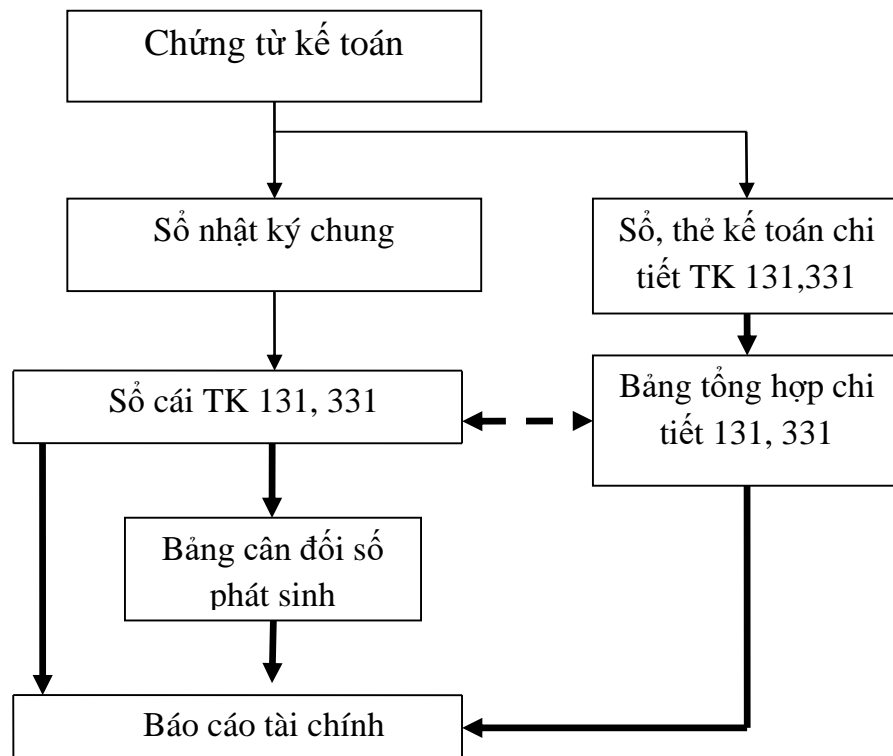 Chứng từ kế toán
Sổ nhật ký chung
Sổ, thẻ kế toán chi
tiết TK 131,331
Sổ cái TK 131, 331
Bảng tổng hợp chi
tiết 131, 331
Bảng cân đối số
phát sinh
Báo cáo tài chính